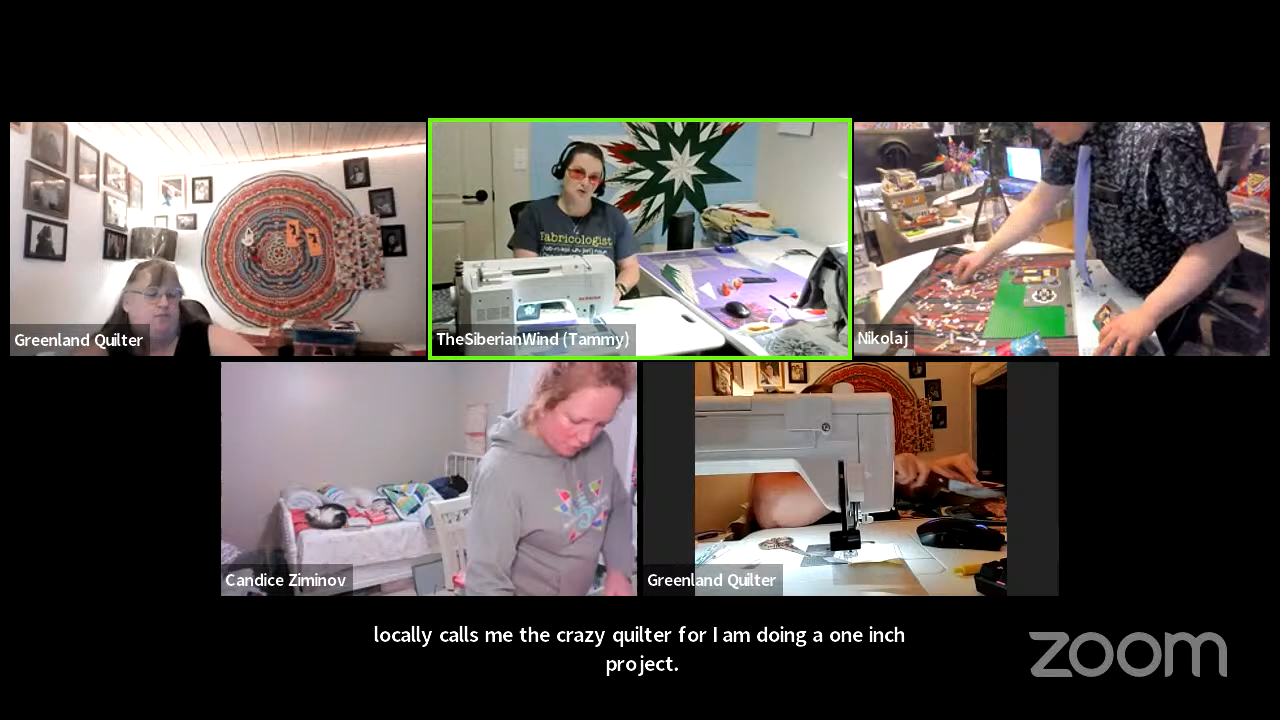 Greenland Quilter
TheSiberianWind (Tammy)
Fabricologist
Nikolaj
Candice Ziminov
Greenland Quilter
locally calls me the crazy quilter for I am doing a one inch
project.
zoom